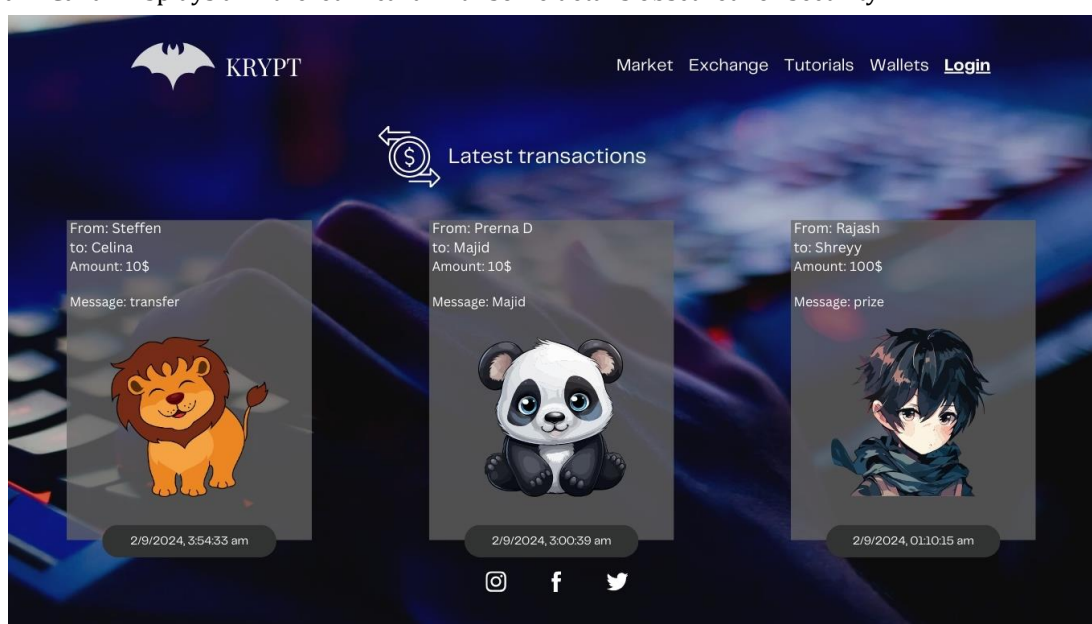 KRYPT
Market Exchange Tutorials Wallets Login
$ Latest transactions
From: Steffen
to: Celina
Amount: 10$
Message: transfer
2/9/2024, 3:54:33 am
From: Prerna D
to: Majid
Amount: 10$
Message: Majid
2/9/2024, 3:00:39 am
From: Rajash
to: Shreyy
Amount: 100$
Message: prize
2/9/2024, 01:10:15 am